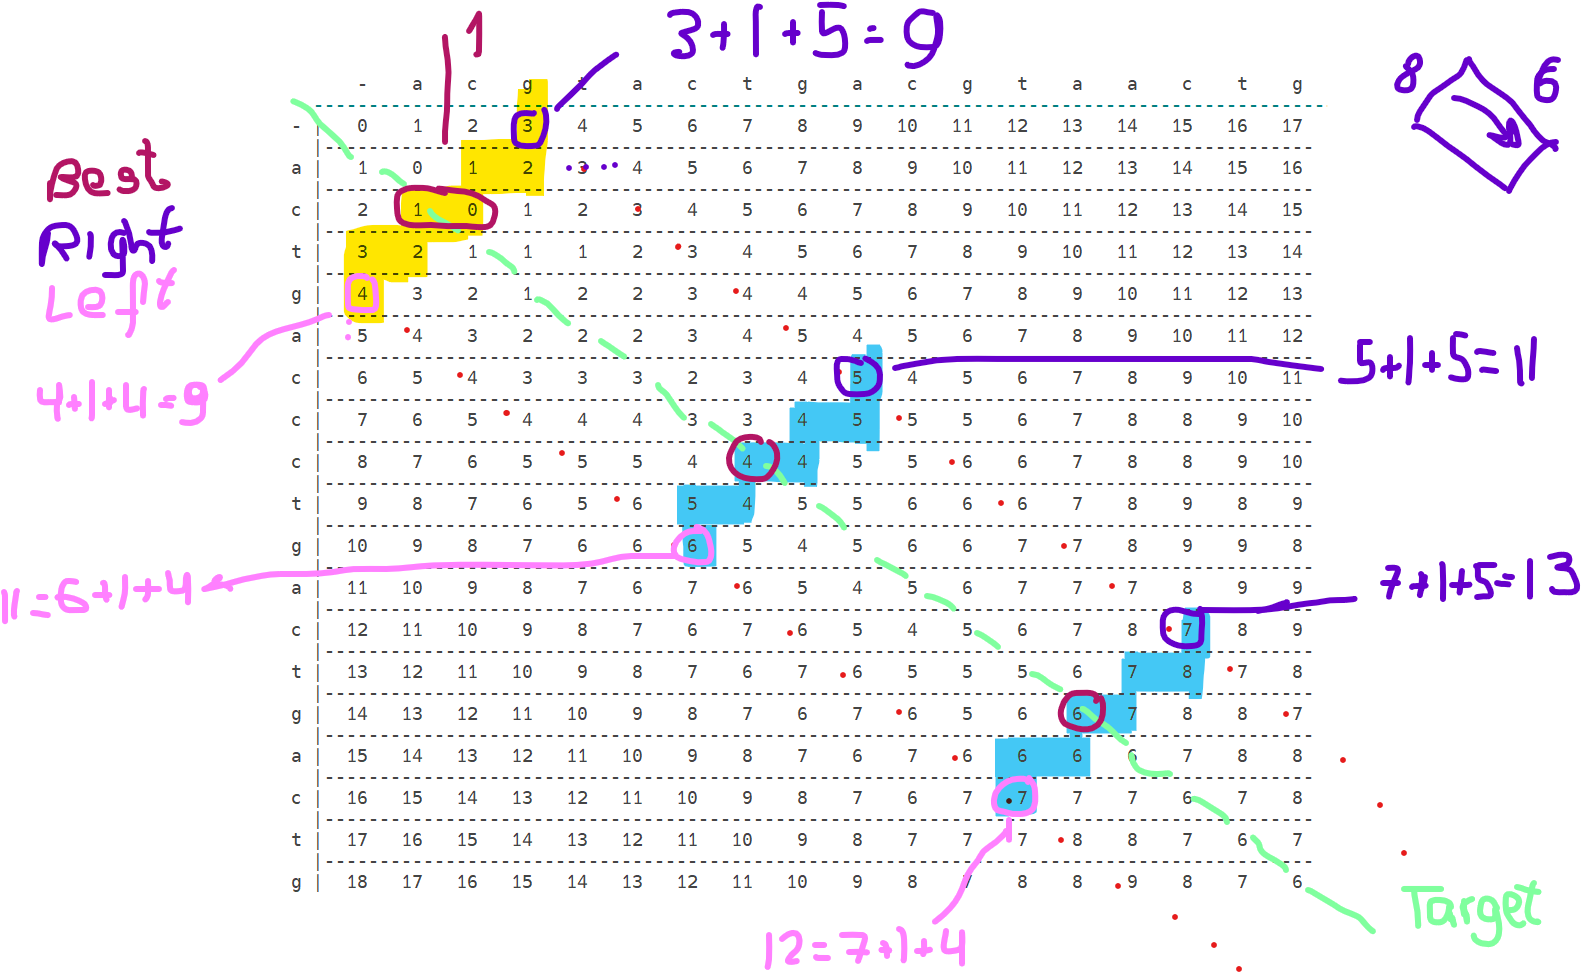 1
3+1+5=9
8 6
- a c g t a c t g a c g t a a c t g
- | 0 1 2 3 4 5 6 7 8 9 10 11 12 13 14 15 16 17
a | 1 0 1 2 3 4 5 6 7 8 9 10 11 12 13 14 15 16
c | 2 1 0 1 2 3 4 5 6 7 8 9 10 11 12 13 14 15
t | 3 2 1 1 1 2 3 4 5 6 7 8 9 10 11 12 13 14
g | 4 3 2 1 2 2 3 4 4 5 6 7 8 9 10 11 12 13
a | 5 4 3 2 2 2 3 4 5 4 5 6 7 8 9 10 11 12
c | 6 5 4 3 3 3 2 3 4 5 4 5 6 7 8 9 10 11
c | 7 6 5 4 4 4 3 3 4 5 5 5 6 7 8 8 9 10
c | 8 7 6 5 5 5 4 4 4 5 5 6 6 7 8 8 9 10
t | 9 8 7 6 5 6 5 4 5 5 6 6 6 7 8 9 8 9
g | 10 9 8 7 6 6 6 5 4 5 6 6 7 7 8 9 9 8
a | 11 10 9 8 7 6 7 6 5 4 5 6 7 7 7 8 9 9
c | 12 11 10 9 8 7 6 7 6 5 4 5 6 7 8 7 8 9
t | 13 12 11 10 9 8 7 6 7 6 5 5 5 6 7 8 7 8
g | 14 13 12 11 10 9 8 7 6 7 6 5 6 6 7 8 8 7
a | 15 14 13 12 11 10 9 8 7 6 7 6 6 6 6 7 8 8
c | 16 15 14 13 12 11 10 9 8 7 6 7 7 7 7 6 7 8
t | 17 16 15 14 13 12 11 10 9 8 7 7 7 8 8 7 6 7
g | 18 17 16 15 14 13 12 11 10 9 8 7 8 8 9 8 7 6
Best
Right
Left
4+1+4=9
5+1+5=11
11=6+1+4
7+1+5=13
12=7+1+4
Target